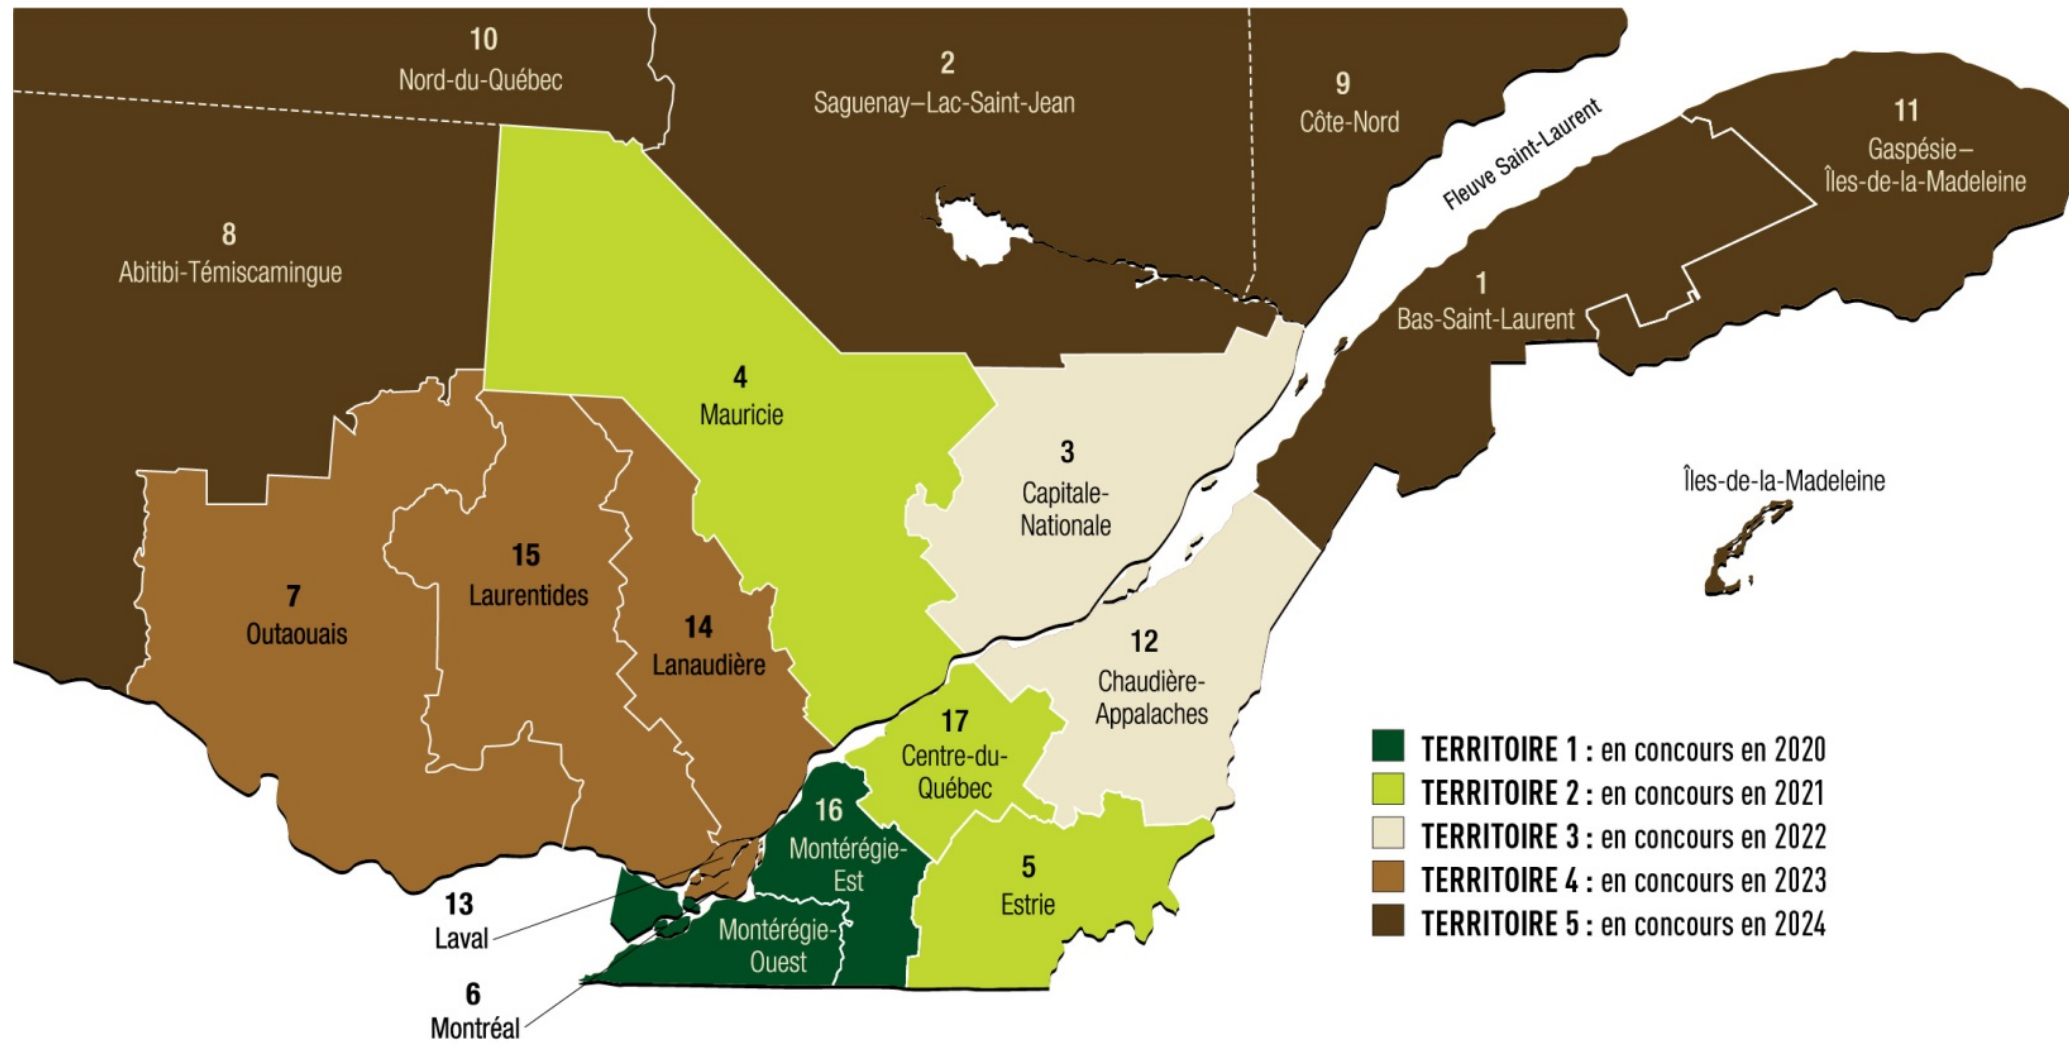 10
Nord-du-Québec
2
Saguenay–Lac-Saint-Jean
9
Côte-Nord
Fleuve Saint-Laurent
11
Gaspésie–
Îles-de-la-Madeleine
8
Abitibi-Témiscamingue
1
Bas-Saint-Laurent
4
Mauricie
3
Capitale-
Nationale
Îles-de-la-Madeleine
15
Laurentides
7
Outaouais
14
Lanaudière
12
Chaudière-
Appalaches
17
Centre-du-
Québec
16
Montérégie-
Est
5
Estrie
13
Laval
Montérégie-
Ouest
6
Montréal
TERRITOIRE 1 : en concours en 2020
TERRITOIRE 2 : en concours en 2021
TERRITOIRE 3 : en concours en 2022
TERRITOIRE 4 : en concours en 2023
TERRITOIRE 5 : en concours en 2024